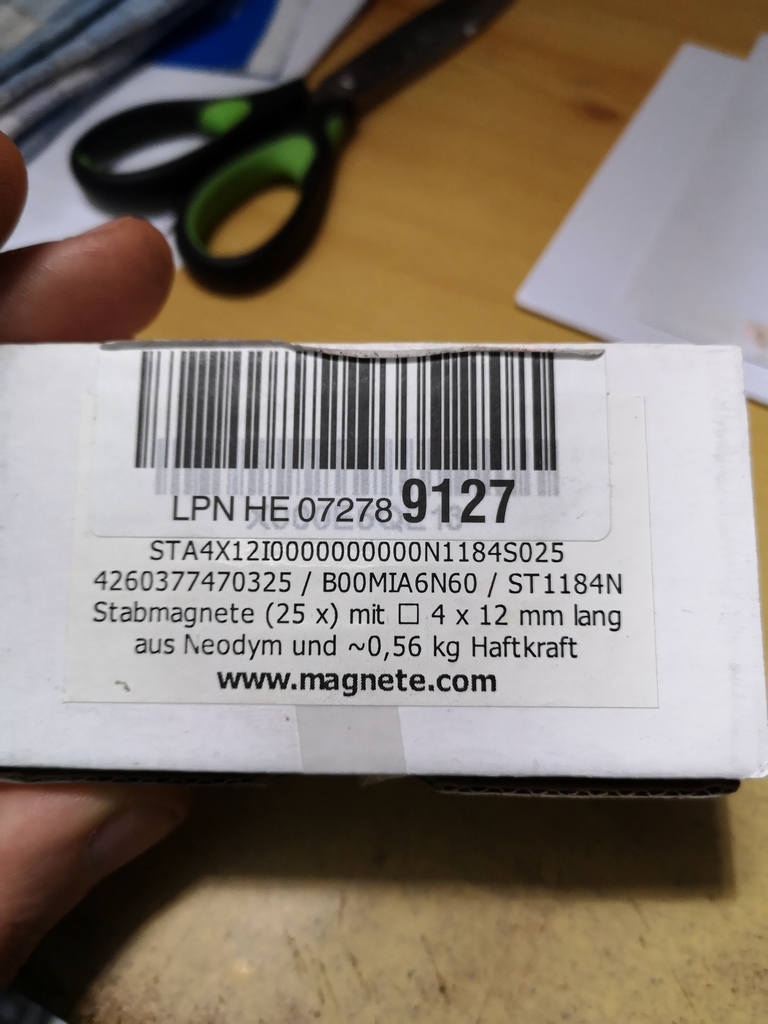 LPN HE 07278 9127
STA4X12I0000000000N1184S025
4260377470325 / B00MIA6N60 / ST1184N
Stabmagnete (25 x) mit □ 4 x 12 mm lang
aus Neodym und ~0,56 kg Haftkraft
www.magnete.com